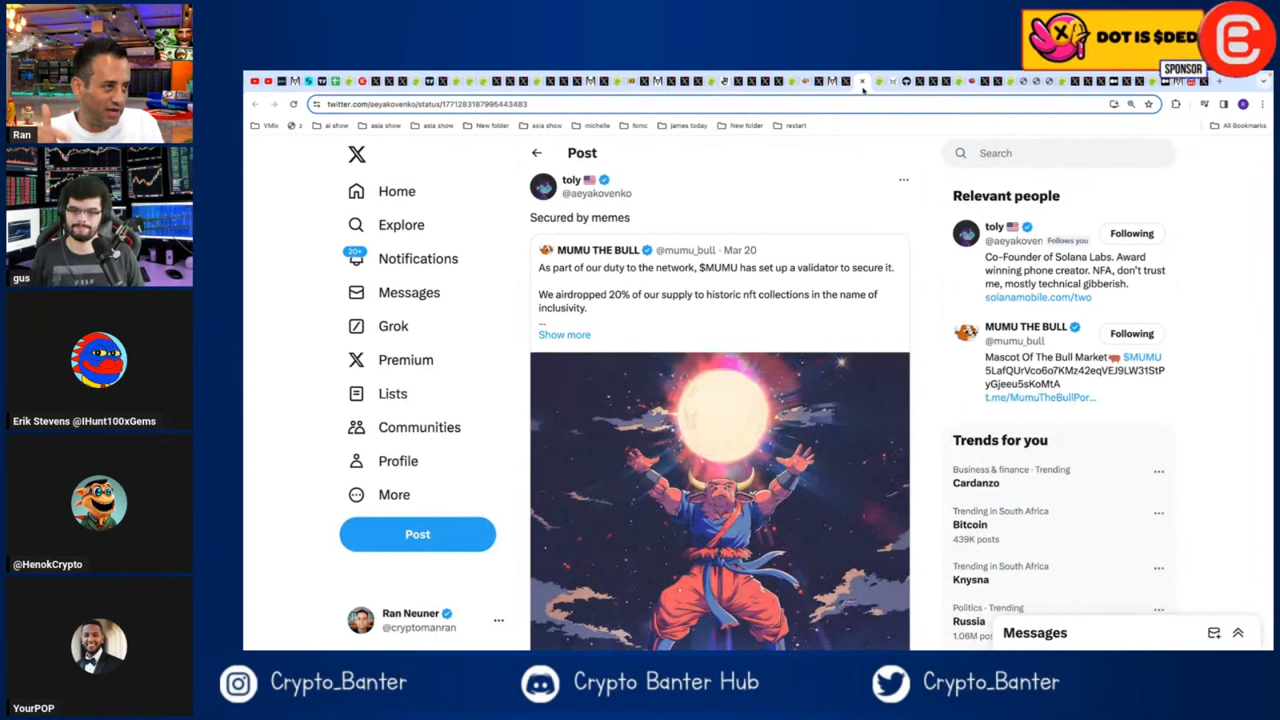 DOT IS $DED
SPONSOR
Ran
gus
Erik Stevens @IHunt100xGems
@HenokCrypto
YourPOP
twitter.com/aeyakovenko/status/1771283187995443483
VMix
z
ai show
asia show
asia show
New folder
asia show
michelle
fomc
james today
New folder
restart
All Bookmarks
Home
Explore
20+
Notifications
Messages
Grok
Premium
Lists
Communities
Profile
More
Post
Ran Neuner
@cryptomanran
Post
toly
@aeyakovenko
Secured by memes
MUMU THE BULL @mumu_bull · Mar 20
As part of our duty to the network, $MUMU has set up a validator to secure it.
We airdropped 20% of our supply to historic nft collections in the name of
inclusivity.
...
Show more
Search
Relevant people
toly
@aeyakoven Follows you
Following
Co-Founder of Solana Labs. Award
winning phone creator. NFA, don't trust
me, mostly technical gibberish.
solanamobile.com/two
MUMU THE BULL
@mumu_bull
Following
Mascot Of The Bull Market $MUMU
5LafQUrVco6o7KMz42eqVEJ9LW31StP
yGjeeu5sKoMtA
t.me/MumuTheBullPor...
Trends for you
Business & finance · Trending
Cardanzo
Trending in South Africa
Bitcoin
439K posts
Trending in South Africa
Knysna
Politics · Trending
Russia
1.06M pos
Messages
Crypto_Banter
Crypto Banter Hub
Crypto_Banter